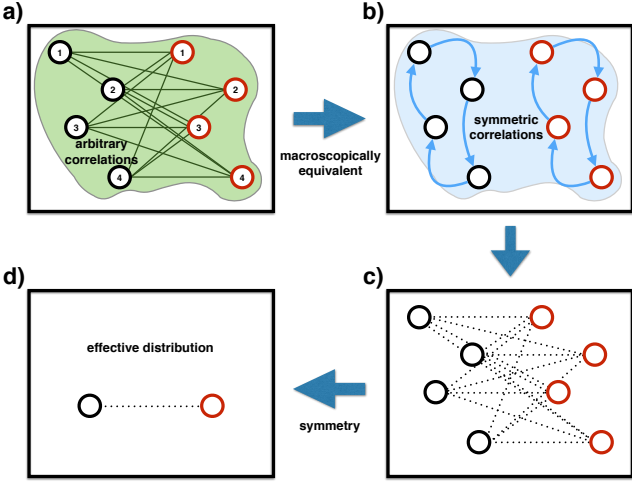 a)
1
1
2
2
3
3
arbitrary
correlations
4
4
macroscopically
equivalent
b)
symmetric
correlations
d)
effective distribution
symmetry
c)